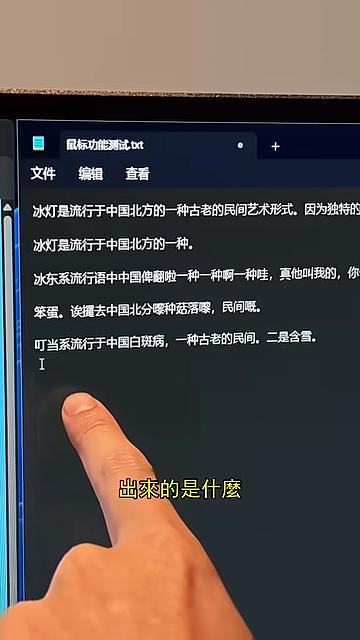 鼠标功能测试.txt
文件 编辑 查看
冰灯是流行于中国北方的一种古老的民间艺术形式。因为独特的
冰灯是流行于中国北方的一种。
冰东系流行语中中国俾翻啦一种一种啊一种哇，真他叫我的，你
笨蛋。诶擺去中国北分嚟种菇落嚟，民间嘅。
叮当系流行于中国白斑病，一种古老的民间。二是含雪。
出來的是什麼